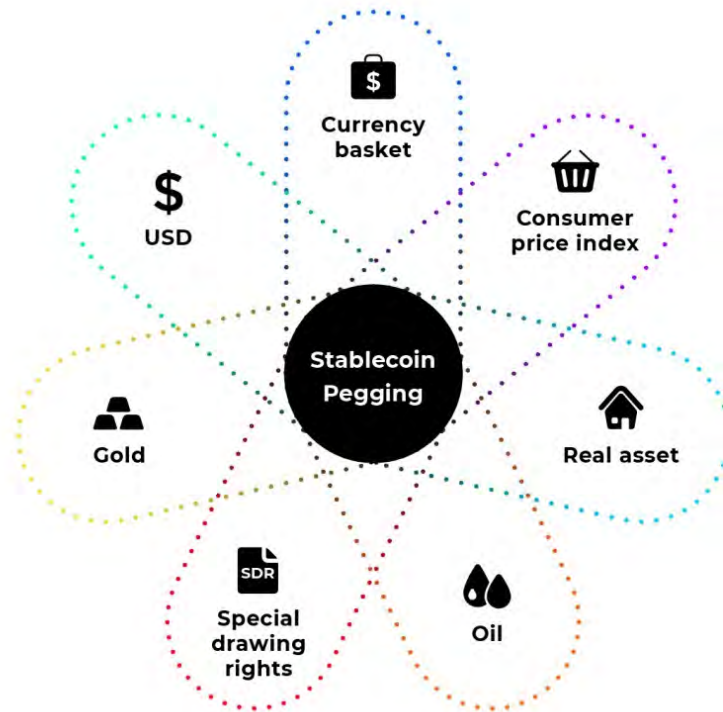 $
Currency
basket
$
USD
Consumer
price index
Stablecoin
Pegging
Gold
Real asset
SDR
Special
drawing
rights
Oil